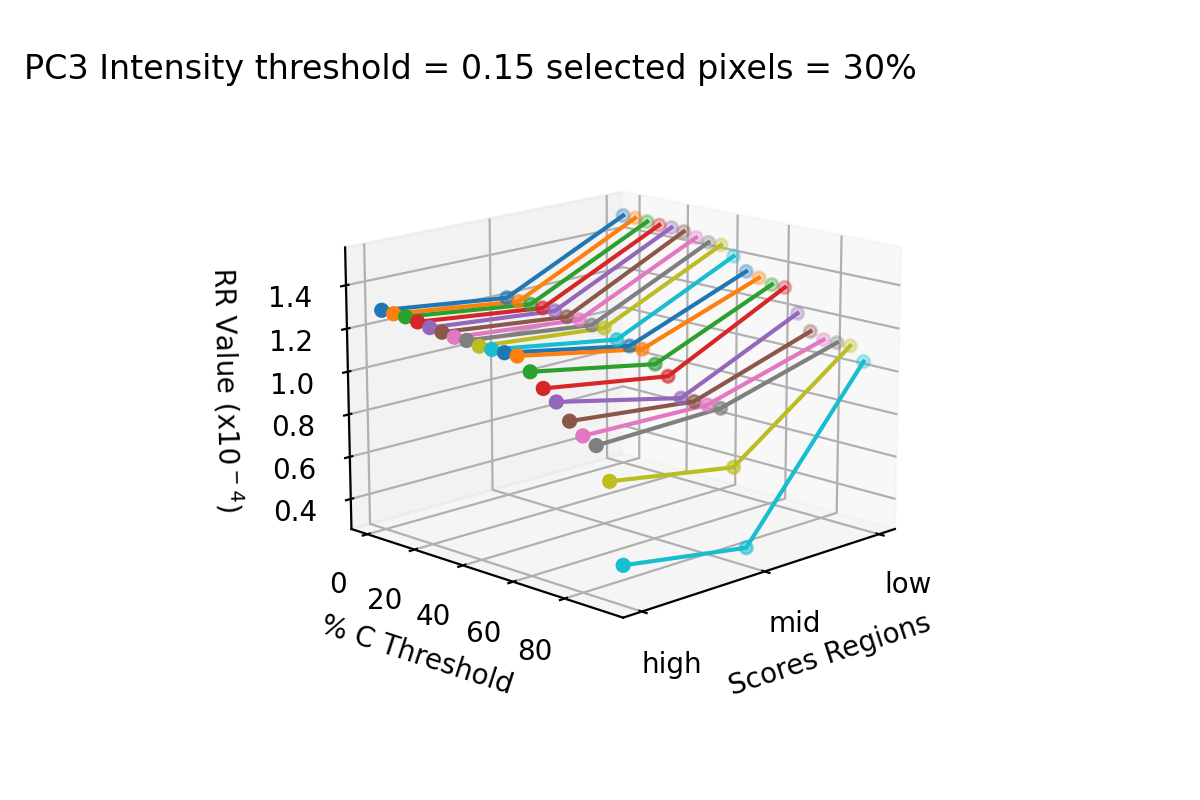 PC3 Intensity threshold = 0.15 selected pixels = 30%
RR Value (x10⁻⁴)
1.4
1.2
1.0
0.8
0.6
0.4
0
20
40
60
80
% C Threshold
high
mid
low
Scores Regions